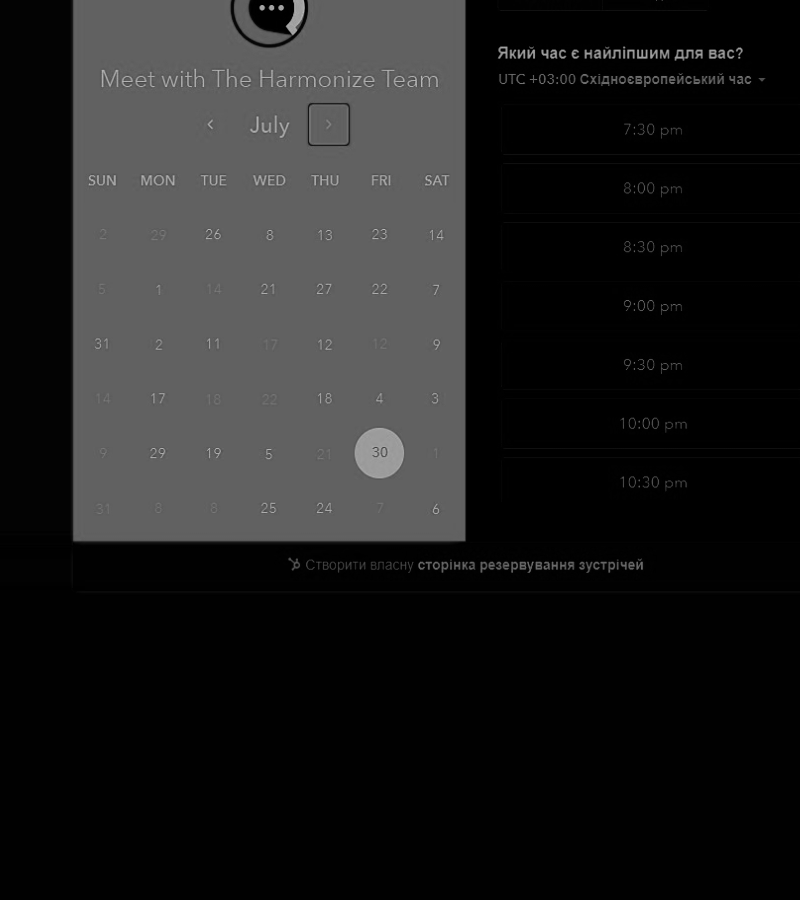 Meet with The Harmonize Team
July
SUN MON TUE WED THU FRI SAT
2 29 26 8 13 23 14
5 1 14 21 27 22 7
31 2 11 17 12 12 9
14 17 18 22 18 4 3
9 29 19 5 21 30 1
31 8 8 25 24 7 6
Який час є найліпшим для вас?
UTC +03:00 Східноєвропейський час
7:30 pm
8:00 pm
8:30 pm
9:00 pm
9:30 pm
10:00 pm
10:30 pm
Створити власну сторінка резервування зустрічей